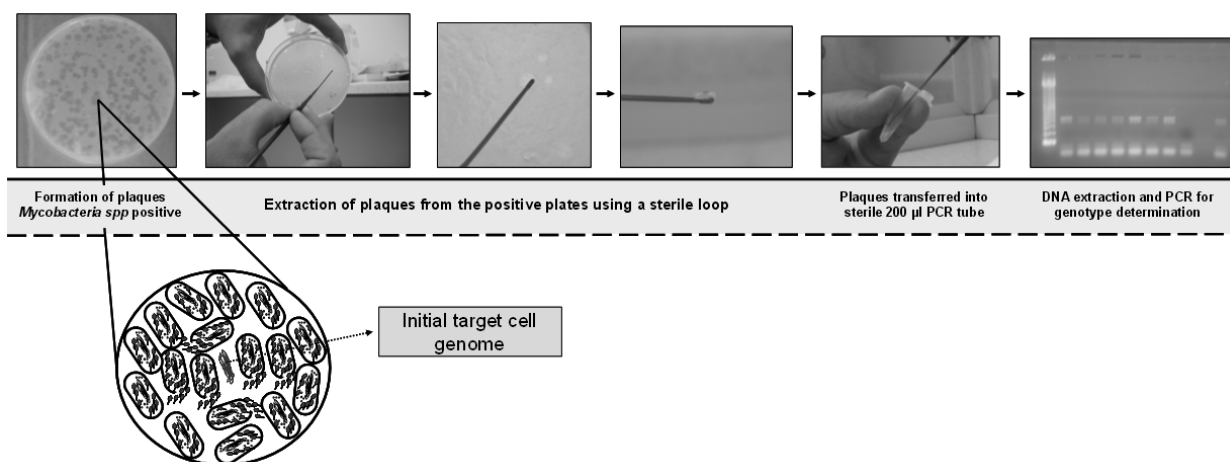 Formation of plaques
Mycobacteria spp positive
Extraction of plaques from the positive plates using a sterile loop
Plaques transferred into
sterile 200 µl PCR tube
DNA extraction and PCR for
genotype determination
Initial target cell
genome